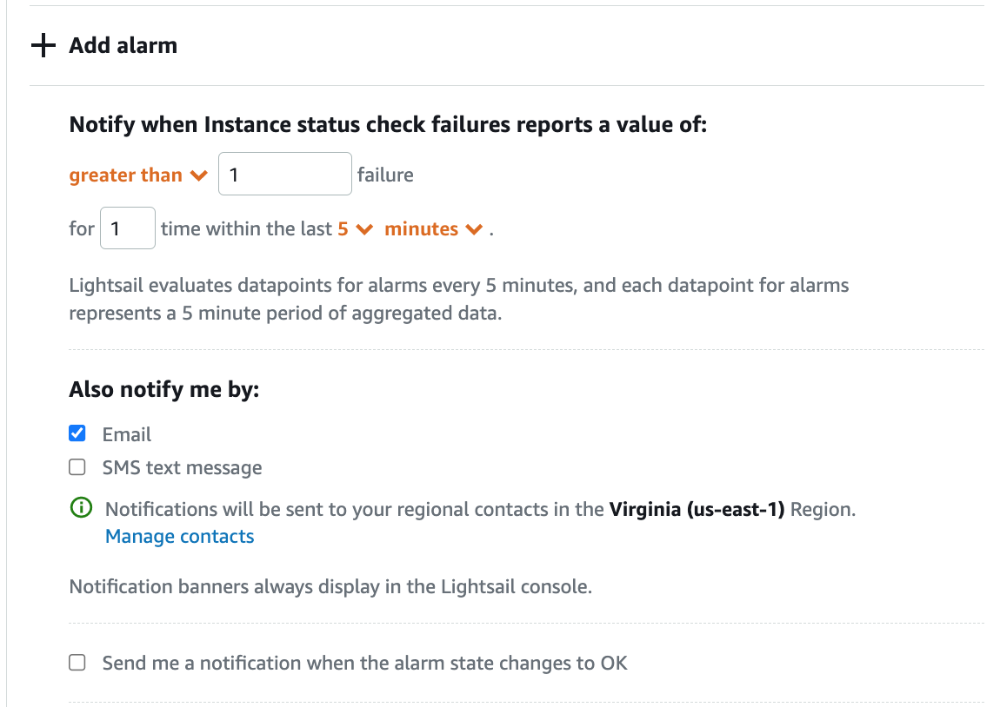 Add alarm
Notify when Instance status check failures reports a value of:
greater than 1 failure
for 1 time within the last 5 minutes .
Lightsail evaluates datapoints for alarms every 5 minutes, and each datapoint for alarms
represents a 5 minute period of aggregated data.
Also notify me by:
Email
SMS text message
Notifications will be sent to your regional contacts in the Virginia (us-east-1) Region.
Manage contacts
Notification banners always display in the Lightsail console.
Send me a notification when the alarm state changes to OK